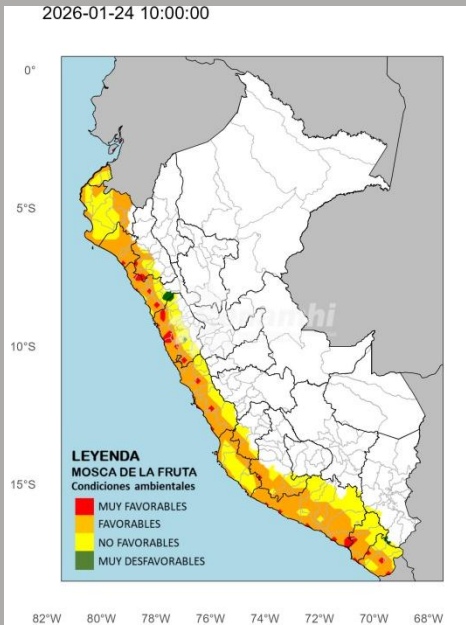 2026-01-24 10:00:00
0°
5°S
10°S
15°S
LEYENDA
MOSCA DE LA FRUTA
Condiciones ambientales
MUY FAVORABLES
FAVORABLES
NO FAVORABLES
MUY DESFAVORABLES
82°W 80°W 78°W 76°W 74°W 72°W 70°W 68°W